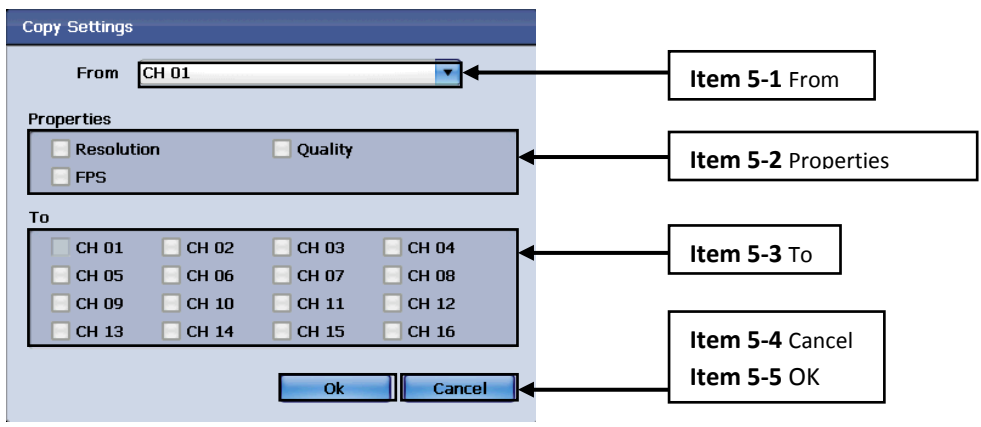 Copy Settings
From CH 01
Item 5-1 From
Properties
Resolution Quality
FPS
Item 5-2 Properties
To
CH 01 CH 02 CH 03 CH 04
CH 05 CH 06 CH 07 CH 08
CH 09 CH 10 CH 11 CH 12
CH 13 CH 14 CH 15 CH 16
Item 5-3 To
Ok Cancel
Item 5-4 Cancel
Item 5-5 OK